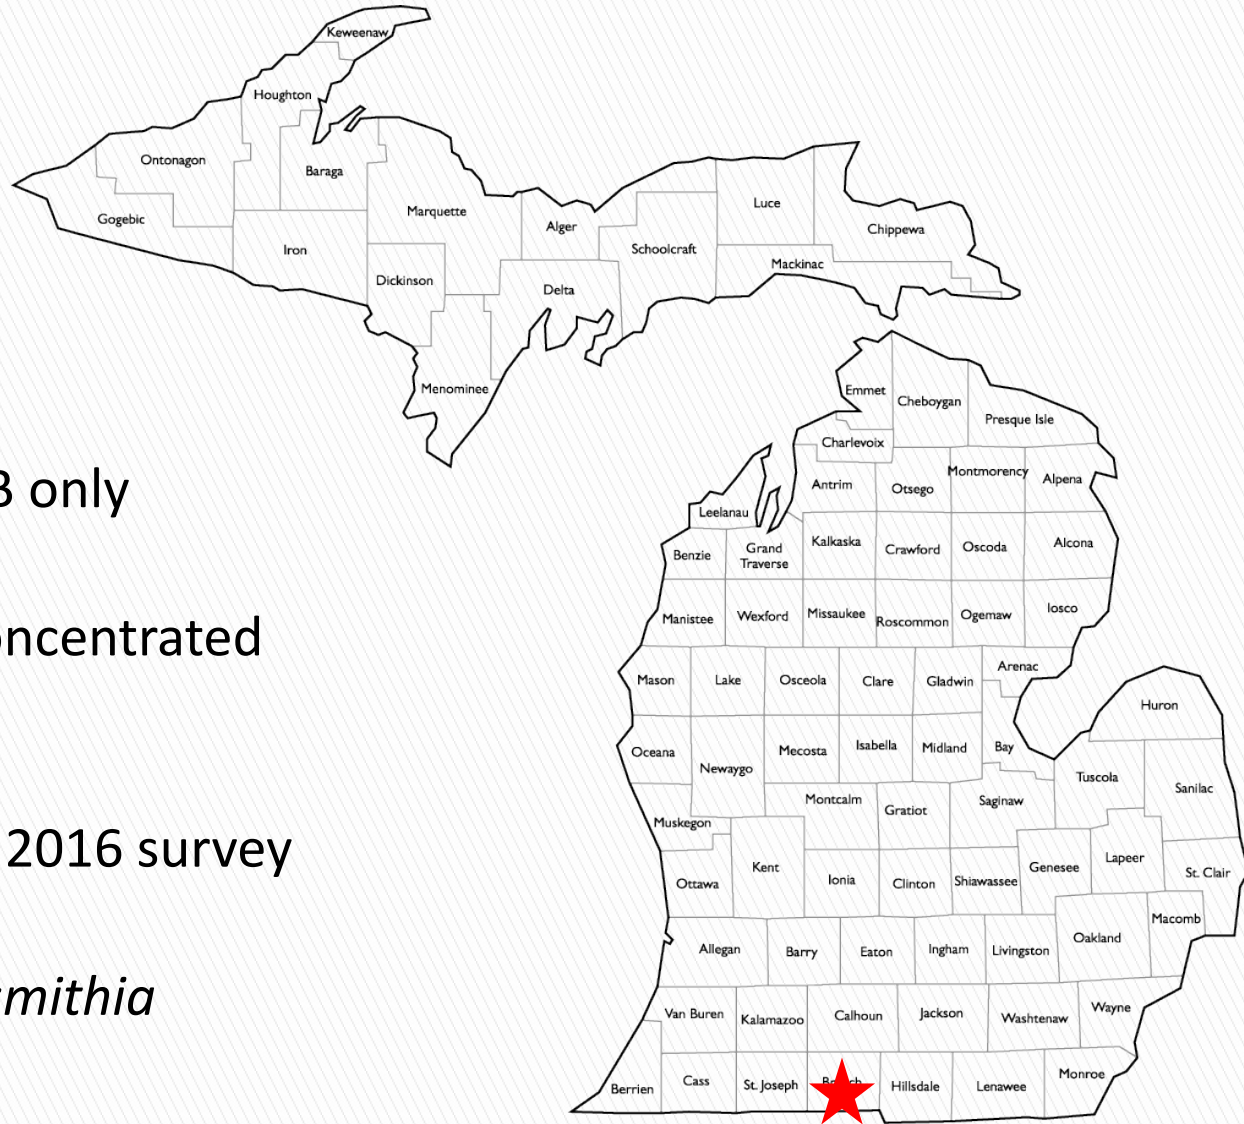 Keweenaw
Houghton
Ontonagon
Baraga
Gogebic
Marquette
Alger
Luce
Chippewa
Iron
Schoolcraft
Mackinac
Dickinson
Delta
Menominee
Emmet
Cheboygan
Presque Isle
Charlevoix
Antrim
Otsego
Montmorency
Alpena
only
Leelanau
Benzie
Grand
Traverse
Kalkaska
Crawford
Oscoda
Alcona
Manistee
Wexford
Missaukee
Roscommon
Ogemaw
Iosco
oncentrated
Mason
Lake
Osceola
Clare
Gladwin
Arenac
Huron
Oceana
Newaygo
Mecosta
Isabella
Midland
Bay
Tuscola
Sanilac
Muskegon
Montcalm
Gratiot
Saginaw
2016 survey
Ottawa
Kent
Ionia
Clinton
Shiawassee
Genesee
Lapeer
St. Clair
Macomb
Allegan
Barry
Eaton
Ingham
Livingston
Oakland
smithia
Van Buren
Kalamazoo
Calhoun
Jackson
Washtenaw
Wayne
Berrien
Cass
St. Joseph
Hillsdale
Lenawee
Monroe